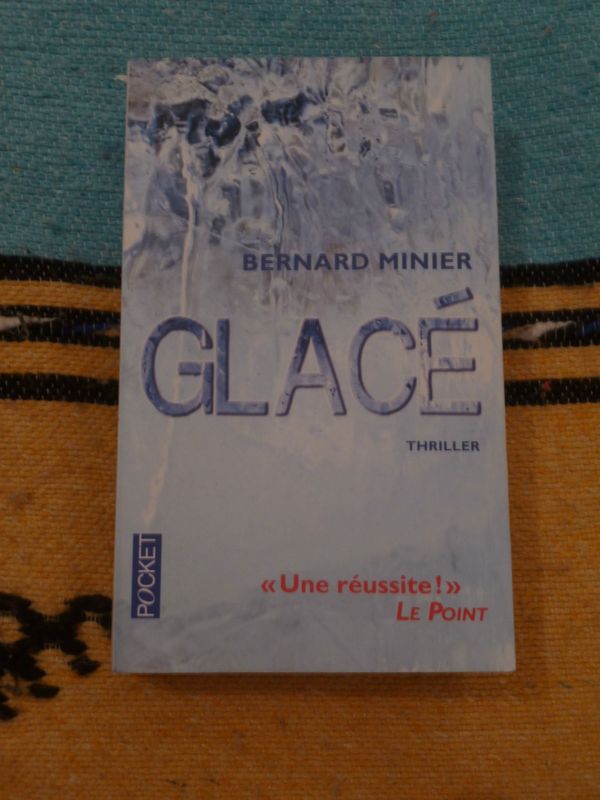 BERNARD MINIER
GLACÉ
THRILLER
POCKET
« Une réussite ! »
LE POINT